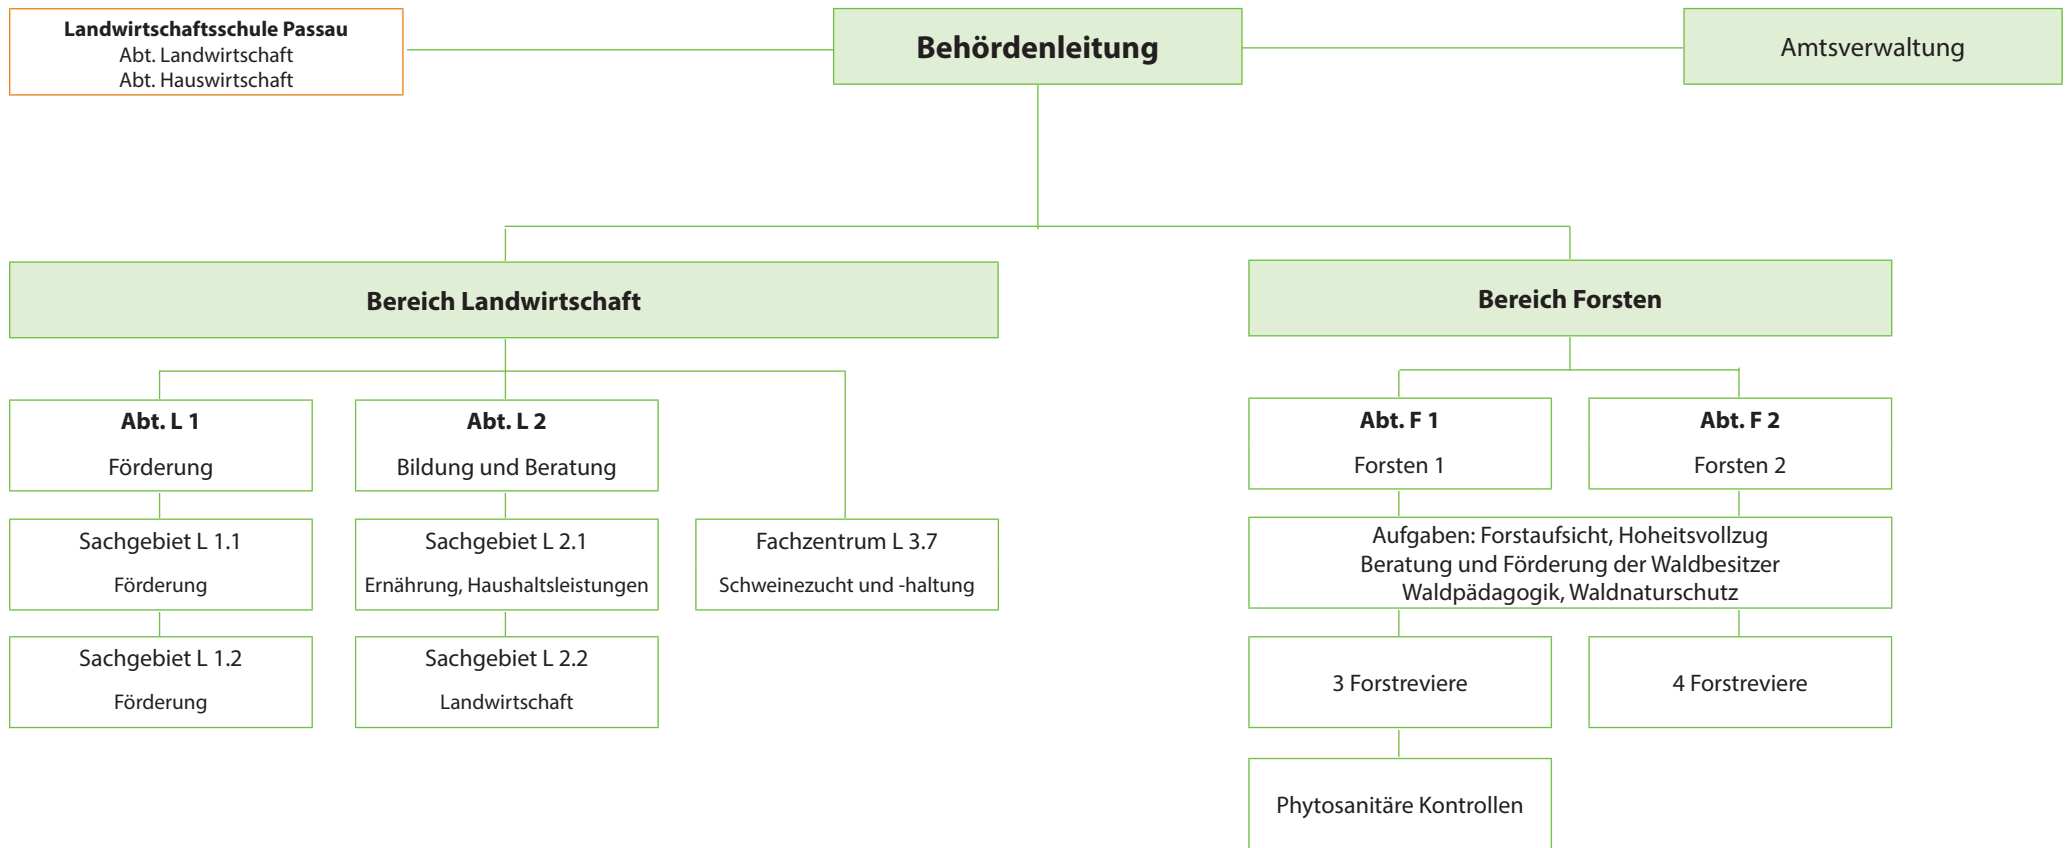 Landwirtschaftsschule Passau
Abt. Landwirtschaft
Abt. Hauswirtschaft
Behördenleitung
Amtsverwaltung
Bereich Landwirtschaft
Bereich Forsten
Abt. L 1
Förderung
Abt. L 2
Bildung und Beratung
Abt. F 1
Forsten 1
Abt. F 2
Forsten 2
Sachgebiet L 1.1
Förderung
Sachgebiet L 2.1
Ernährung, Haushaltsleistungen
Fachzentrum L 3.7
Schweinezucht und -haltung
Aufgaben: Forstaufsicht, Hoheitsvollzug
Beratung und Förderung der Waldbesitzer
Waldpädagogik, Waldnaturschutz
Sachgebiet L 1.2
Förderung
Sachgebiet L 2.2
Landwirtschaft
3 Forstreviere
4 Forstreviere
Phytosanitäre Kontrollen